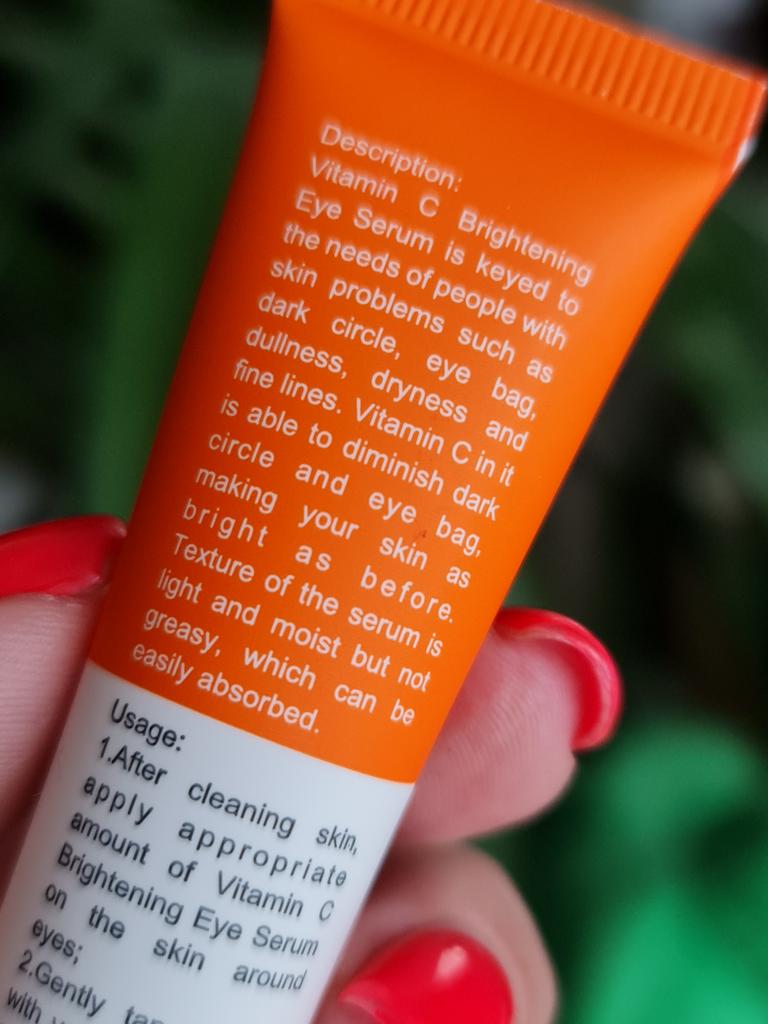 Description:
Vitamin C Brightening
Eye Serum is keyed to
the needs of people with
skin problems such as
dark circle, eye bag,
dullness, dryness and
fine lines. Vitamin C in it
is able to diminish dark
circle and eye bag,
making your skin as
bright as before.
Texture of the serum is
light and moist but not
greasy, which can be
easily absorbed.
Usage:
1.After cleaning skin,
apply appropriate
amount of Vitamin C
Brightening Eye Serum
on the skin around
eyes;
2.Gently
with